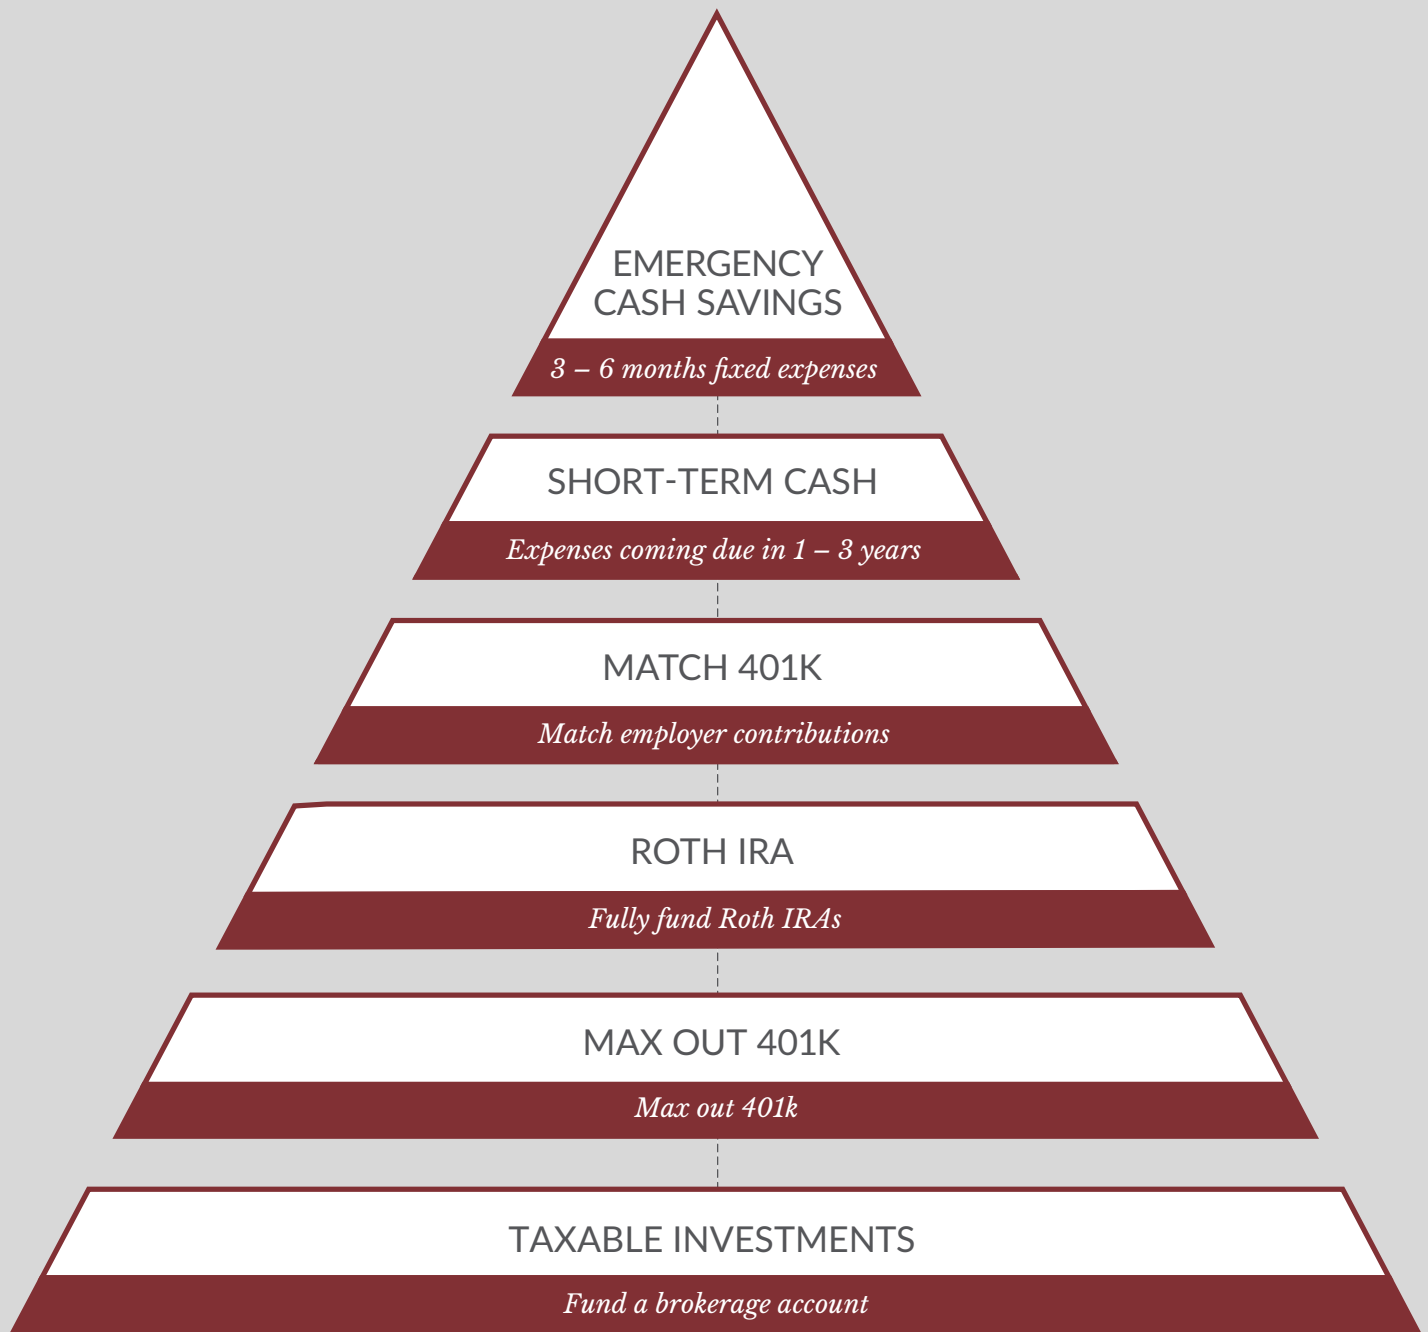 EMERGENCY
CASH SAVINGS
3 – 6 months fixed expenses
SHORT-TERM CASH
Expenses coming due in 1 – 3 years
MATCH 401K
Match employer contributions
ROTH IRA
Fully fund Roth IRAs
MAX OUT 401K
Max out 401k
TAXABLE INVESTMENTS
Fund a brokerage account